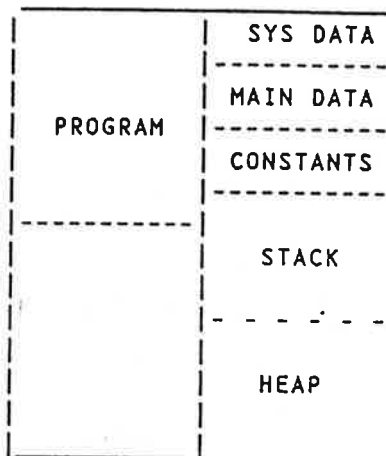 SYS DATA
MAIN DATA
PROGRAM
CONSTANTS
STACK
HEAP